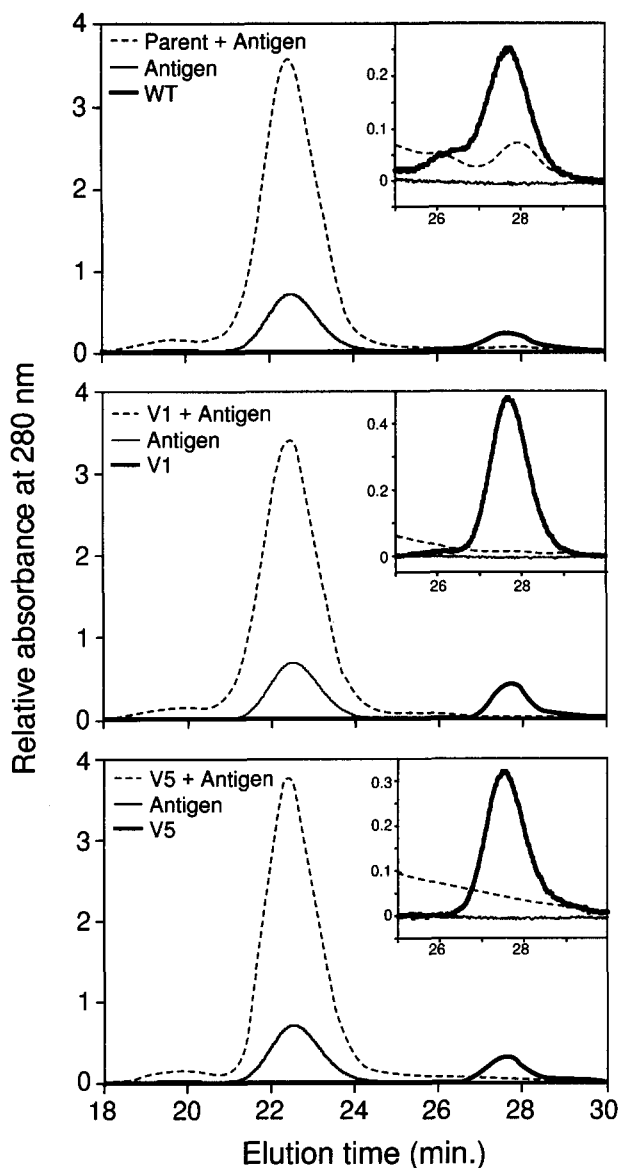 Relative absorbance at 280 nm
4
3
2
1
0
Parent + Antigen
Antigen
WT
0.2
0.1
0
26 28
4
3
2
1
0
V1 + Antigen
Antigen
V1
0.4
0.2
0
26 28
4
3
2
1
0
V5 + Antigen
Antigen
V5
0.3
0.2
0.1
0
26 28
18 20 22 24 26 28 30
Elution time (min.)